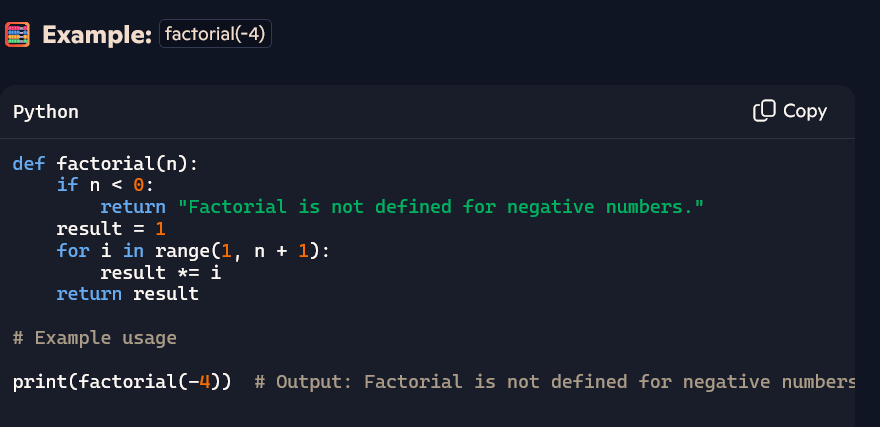 Example: factorial(-4)
Python
Copy
def factorial(n):
    if n < 0:
        return "Factorial is not defined for negative numbers."
    result = 1
    for i in range(1, n + 1):
        result *= i
    return result
# Example usage
print(factorial(-4))  # Output: Factorial is not defined for negative numbers